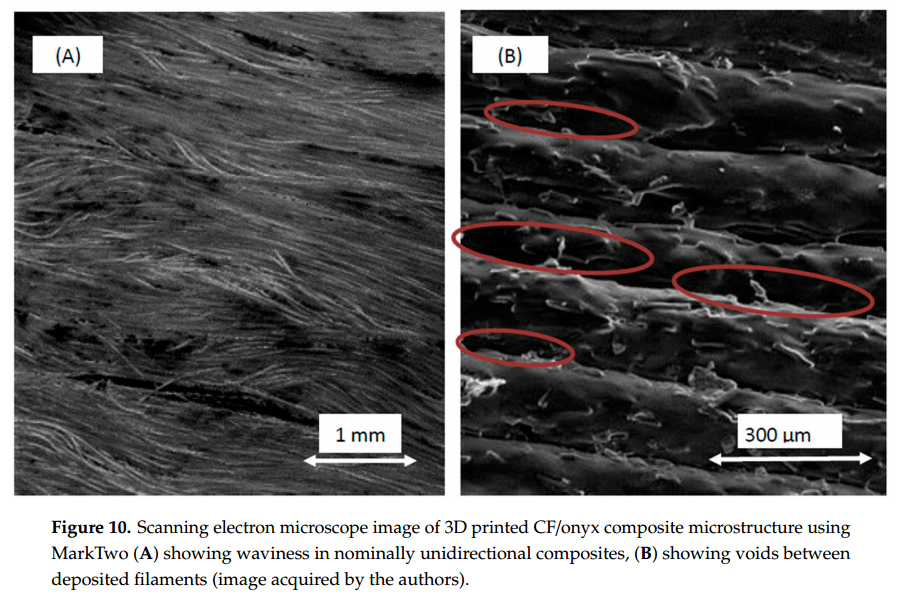 (A)
(B)
1 mm
300 µm
Figure 10. Scanning electron microscope image of 3D printed CF/onyx composite microstructure using
MarkTwo (A) showing waviness in nominally unidirectional composites, (B) showing voids between
deposited filaments (image acquired by the authors).